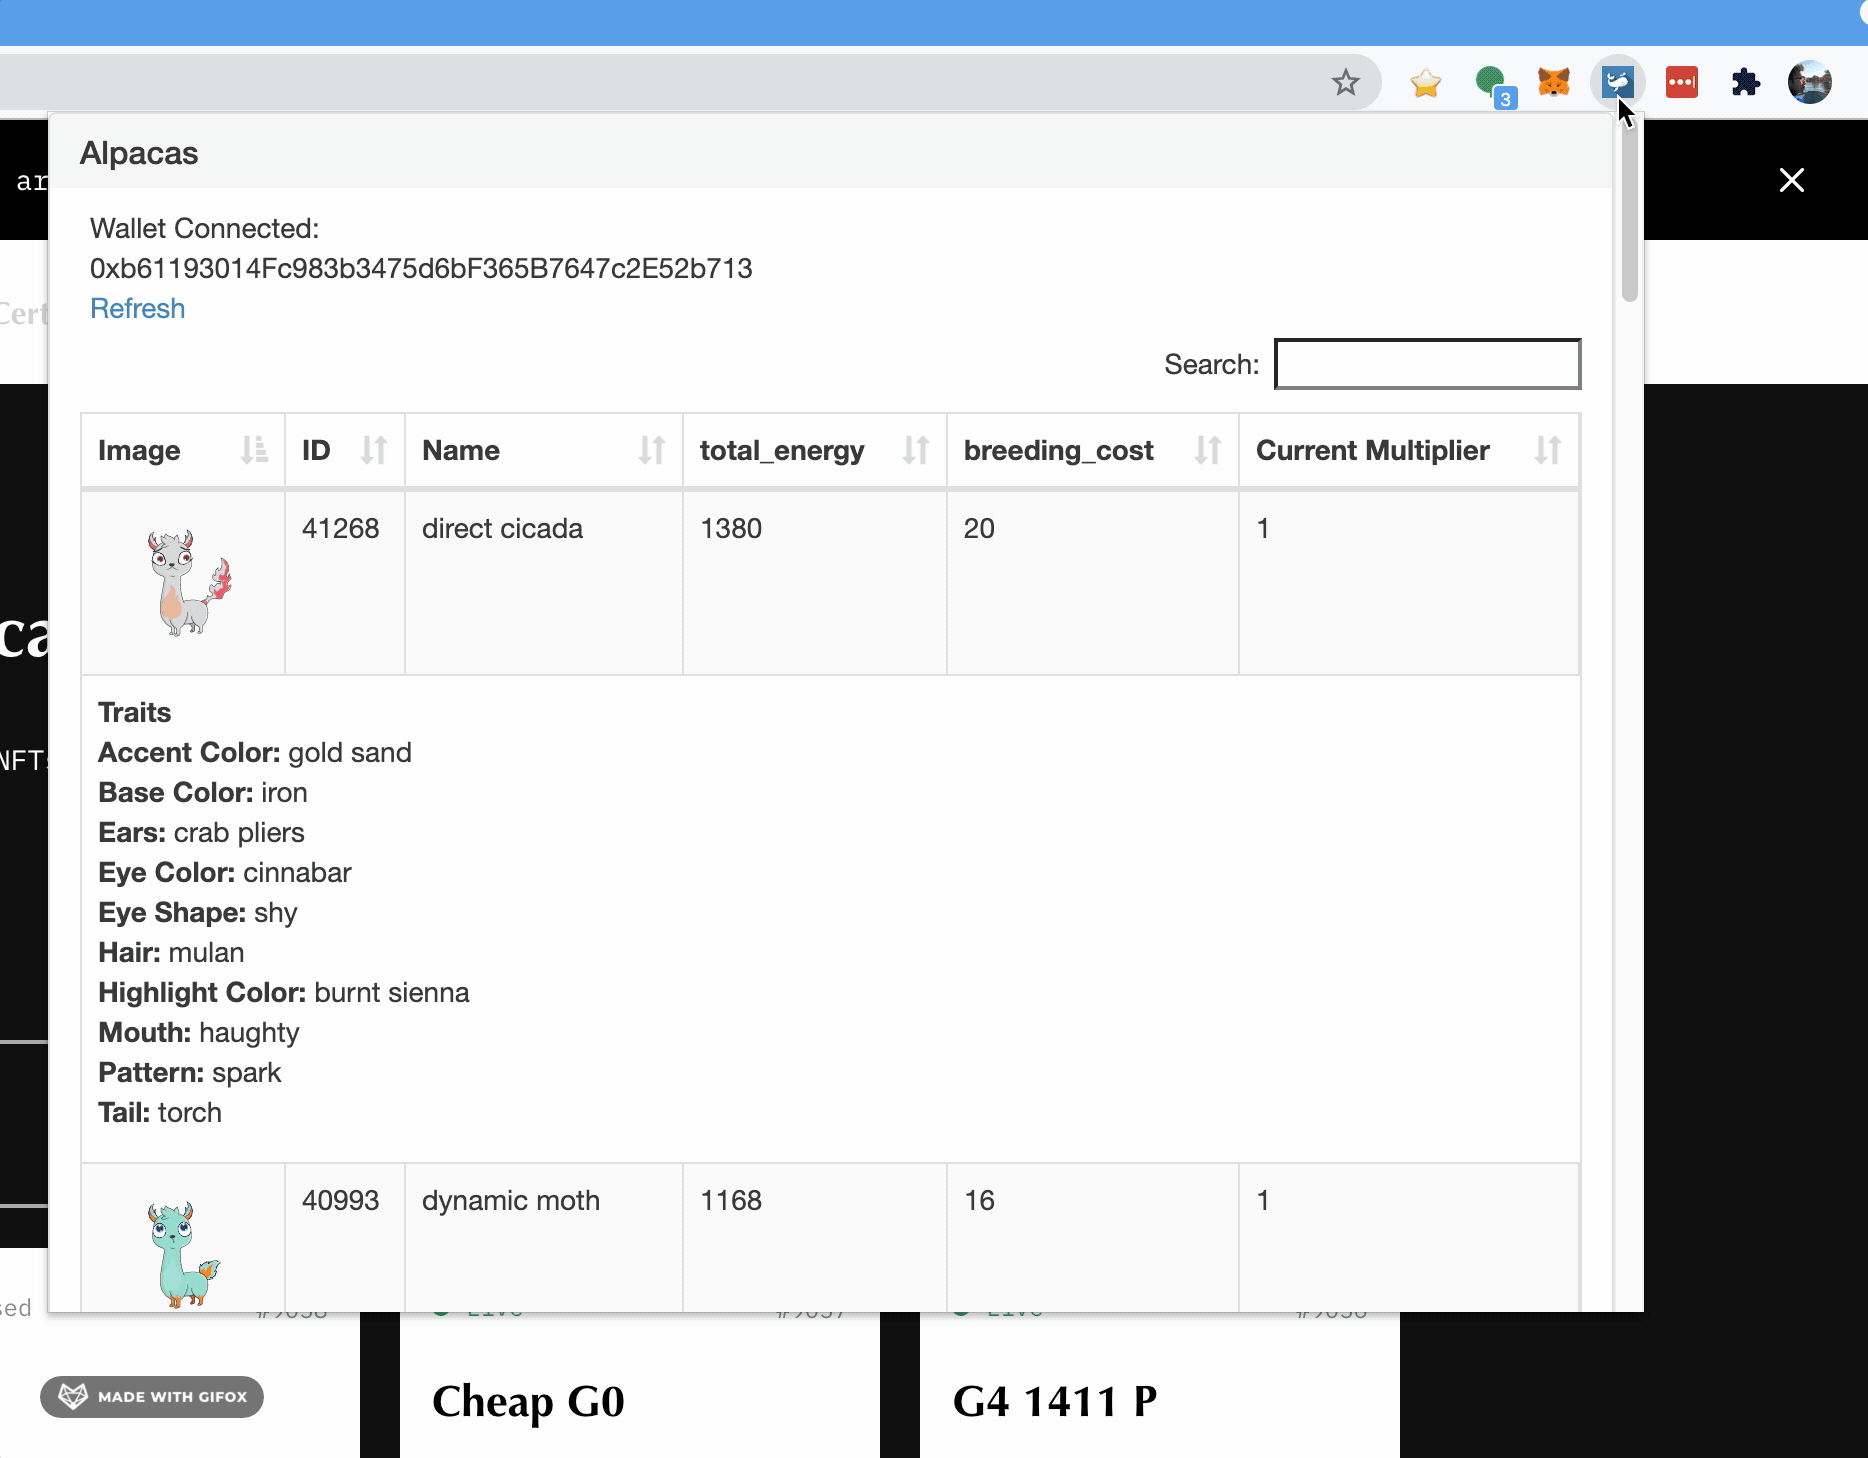 3
Alpacas
ar
Wallet Connected:
0xb61193014Fc983b3475d6bF365B7647c2E52b713
Refresh
Cert
Search:
Image ID Name total_energy breeding_cost Current Multiplier
41268 direct cicada 1380 20 1
ca
Traits
Accent Color: gold sand
NFTs
Base Color: iron
Ears: crab pliers
Eye Color: cinnabar
Eye Shape: shy
Hair: mulan
Highlight Color: burnt sienna
Mouth: haughty
Pattern: spark
Tail: torch
40993 dynamic moth 1168 16 1
sed
MADE WITH GIFOX
Cheap G0
G4 1411 P